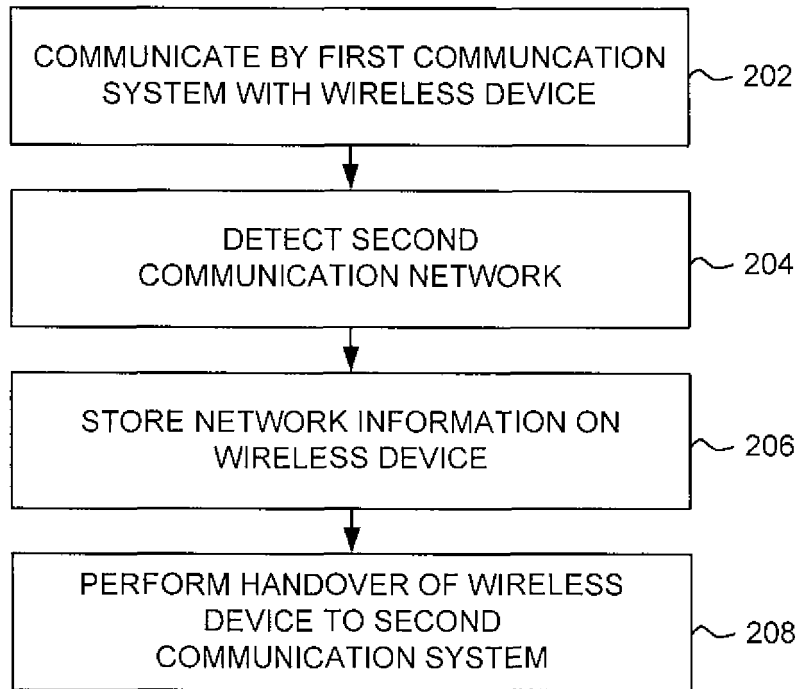 COMMUNICATE BY FIRST COMMUNCATION
SYSTEM WITH WIRELESS DEVICE
202
DETECT SECOND
COMMUNICATION NETWORK
204
STORE NETWORK INFORMATION ON
WIRELESS DEVICE
206
PERFORM HANDOVER OF WIRELESS
DEVICE TO SECOND
COMMUNICATION SYSTEM
208